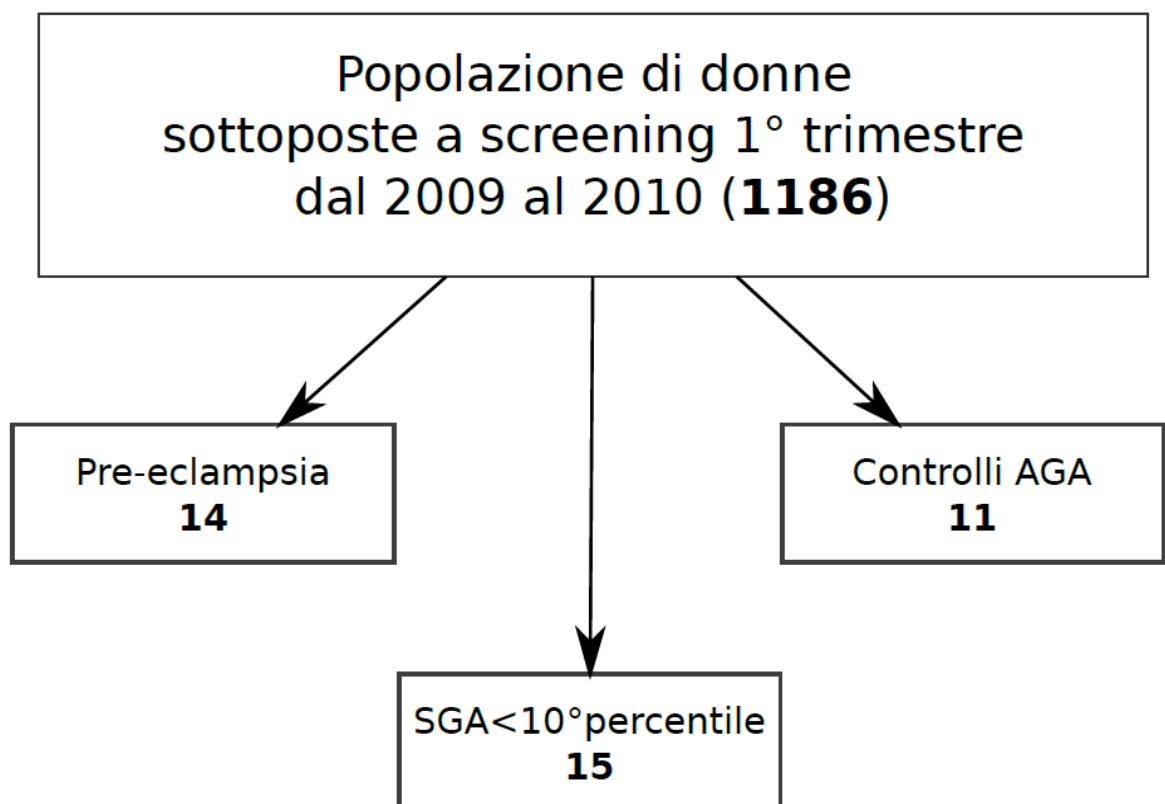 Popolazione di donne
sottoposte a screening 1° trimestre
dal 2009 al 2010 (1186)
Pre-eclampsia
14
Controlli AGA
11
SGA<10°percentile
15